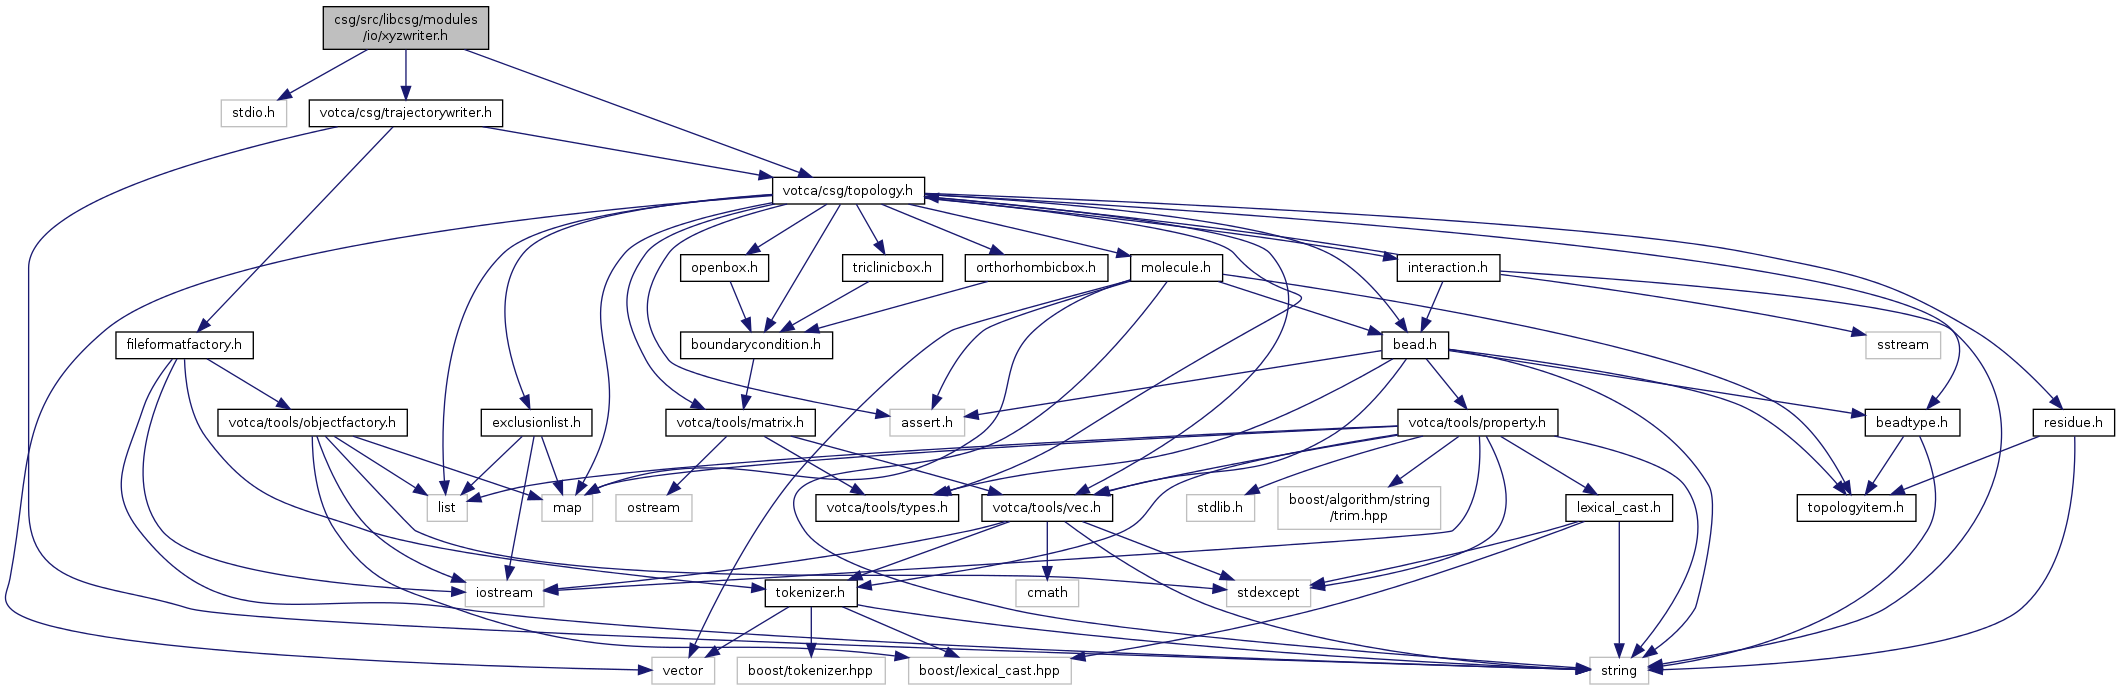 csg/src/libcsg/modules
/io/xyzwriter.h
stdio.h
votca/csg/trajectorywriter.h
votca/csg/topology.h
openbox.h
triclinicbox.h
orthorhombicbox.h
molecule.h
interaction.h
fileformatfactory.h
boundarycondition.h
bead.h
sstream
votca/tools/objectfactory.h
exclusionlist.h
votca/tools/matrix.h
assert.h
votca/tools/property.h
beadtype.h
residue.h
list
map
ostream
votca/tools/types.h
votca/tools/vec.h
stdlib.h
boost/algorithm/string
/trim.hpp
lexical_cast.h
topologyitem.h
iostream
tokenizer.h
cmath
stdexcept
vector
boost/tokenizer.hpp
boost/lexical_cast.hpp
string